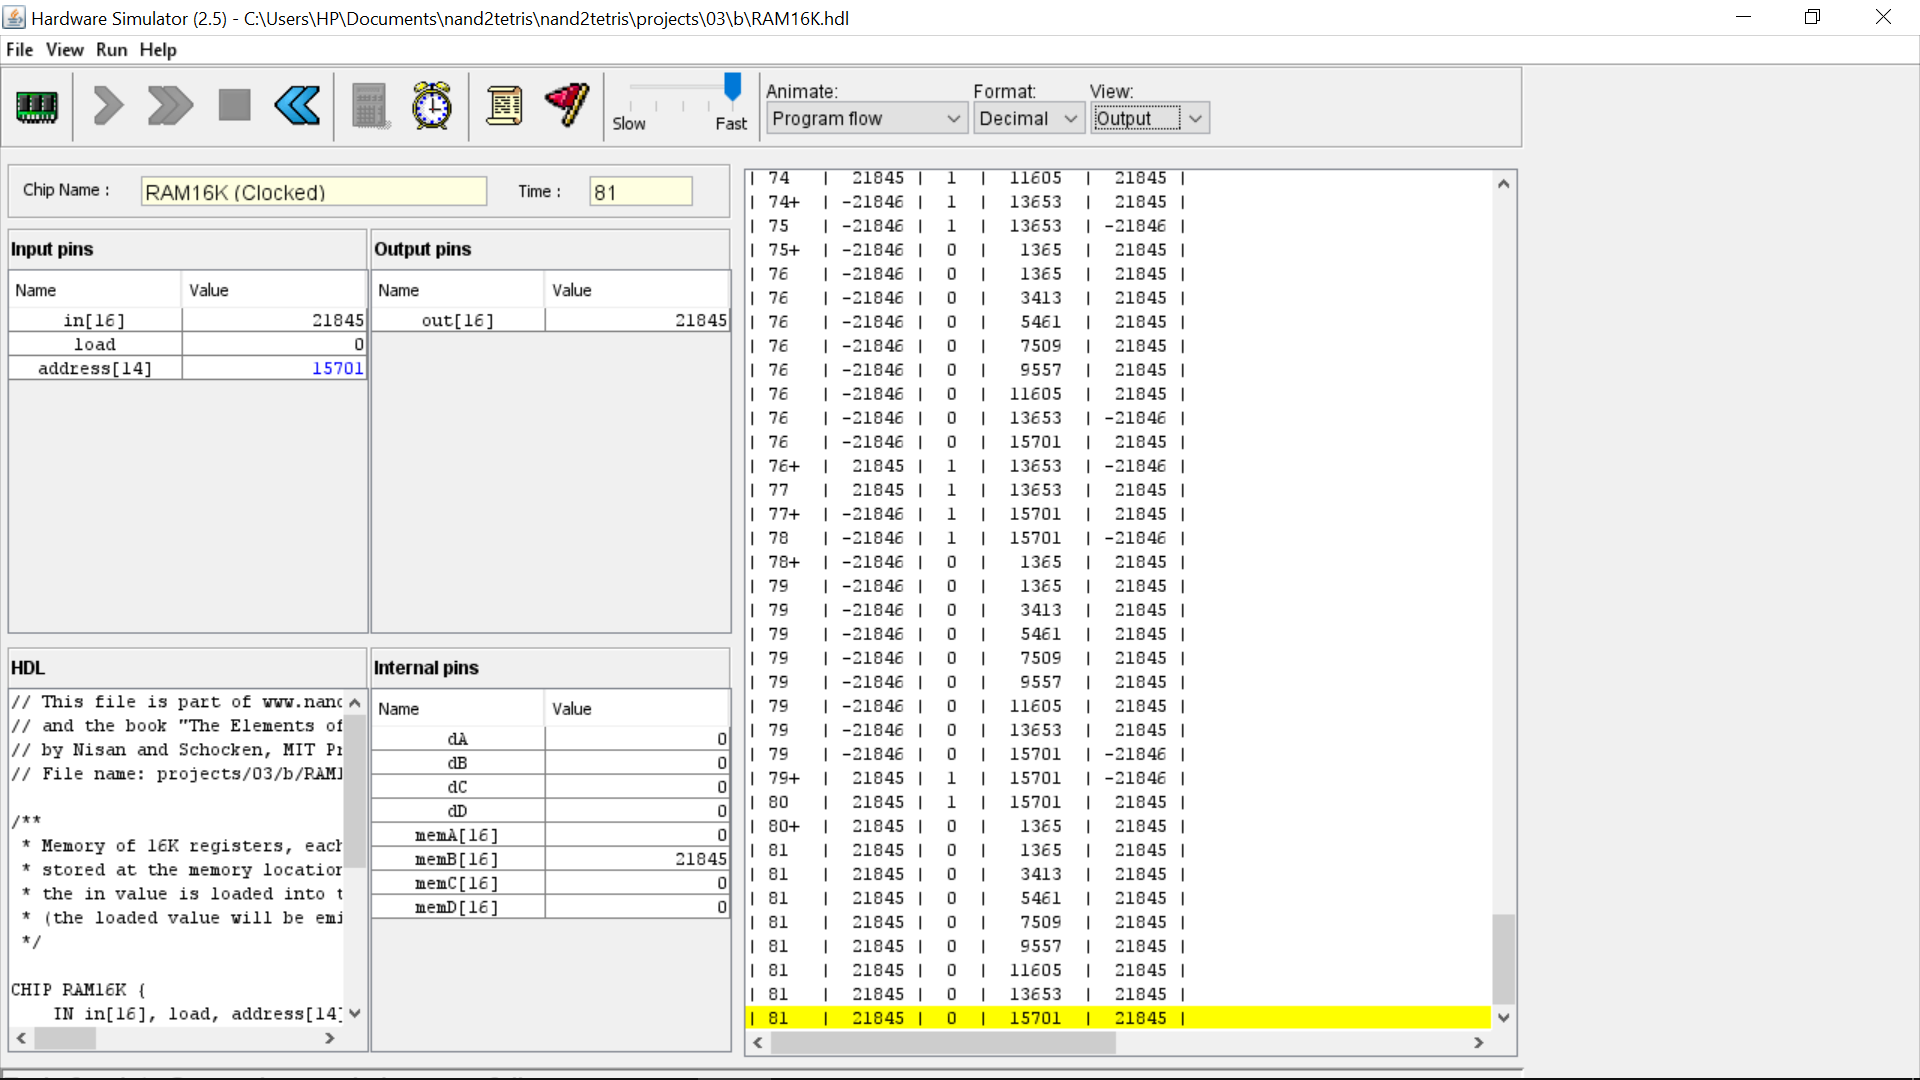 Hardware Simulator (2.5) - C:\Users\HP\Documents\nand2tetris\nand2tetris\projects\03\b\RAM16K.hdl
File View Run Help
Slow Fast
Animate:
Program flow
Format:
Decimal
View:
Output
Chip Name :
RAM16K (Clocked)
Time :
81
Input pins
Name Value
in[16] 21845
load 0
address[14] 15701
Output pins
Name Value
out[16] 21845
HDL
// This file is part of www.nand
// and the book "The Elements of
// by Nisan and Schocken, MIT Pr
// File name: projects/03/b/RAM1
/**
* Memory of 16K registers, each
* stored at the memory location
* the in value is loaded into t
* (the loaded value will be emi
*/
CHIP RAM16K {
IN in[16], load, address[14]
Internal pins
Name Value
dA 0
dB 0
dC 0
dD 0
memA[16] 0
memB[16] 21845
memC[16] 0
memD[16] 0
| 74 | 21845 | 1 | 11605 | 21845 |
| 74+ | -21846 | 1 | 13653 | 21845 |
| 75 | -21846 | 1 | 13653 | -21846 |
| 75+ | -21846 | 0 | 1365 | 21845 |
| 76 | -21846 | 0 | 1365 | 21845 |
| 76 | -21846 | 0 | 3413 | 21845 |
| 76 | -21846 | 0 | 5461 | 21845 |
| 76 | -21846 | 0 | 7509 | 21845 |
| 76 | -21846 | 0 | 9557 | 21845 |
| 76 | -21846 | 0 | 11605 | 21845 |
| 76 | -21846 | 0 | 13653 | -21846 |
| 76 | -21846 | 0 | 15701 | 21845 |
| 76+ | 21845 | 1 | 13653 | -21846 |
| 77 | 21845 | 1 | 13653 | 21845 |
| 77+ | -21846 | 1 | 15701 | 21845 |
| 78 | -21846 | 1 | 15701 | -21846 |
| 78+ | -21846 | 0 | 1365 | 21845 |
| 79 | -21846 | 0 | 1365 | 21845 |
| 79 | -21846 | 0 | 3413 | 21845 |
| 79 | -21846 | 0 | 5461 | 21845 |
| 79 | -21846 | 0 | 7509 | 21845 |
| 79 | -21846 | 0 | 9557 | 21845 |
| 79 | -21846 | 0 | 11605 | 21845 |
| 79 | -21846 | 0 | 13653 | 21845 |
| 79 | -21846 | 0 | 15701 | -21846 |
| 79+ | 21845 | 1 | 15701 | -21846 |
| 80 | 21845 | 1 | 15701 | 21845 |
| 80+ | 21845 | 0 | 1365 | 21845 |
| 81 | 21845 | 0 | 1365 | 21845 |
| 81 | 21845 | 0 | 3413 | 21845 |
| 81 | 21845 | 0 | 5461 | 21845 |
| 81 | 21845 | 0 | 7509 | 21845 |
| 81 | 21845 | 0 | 9557 | 21845 |
| 81 | 21845 | 0 | 11605 | 21845 |
| 81 | 21845 | 0 | 13653 | 21845 |
| 81 | 21845 | 0 | 15701 | 21845 |